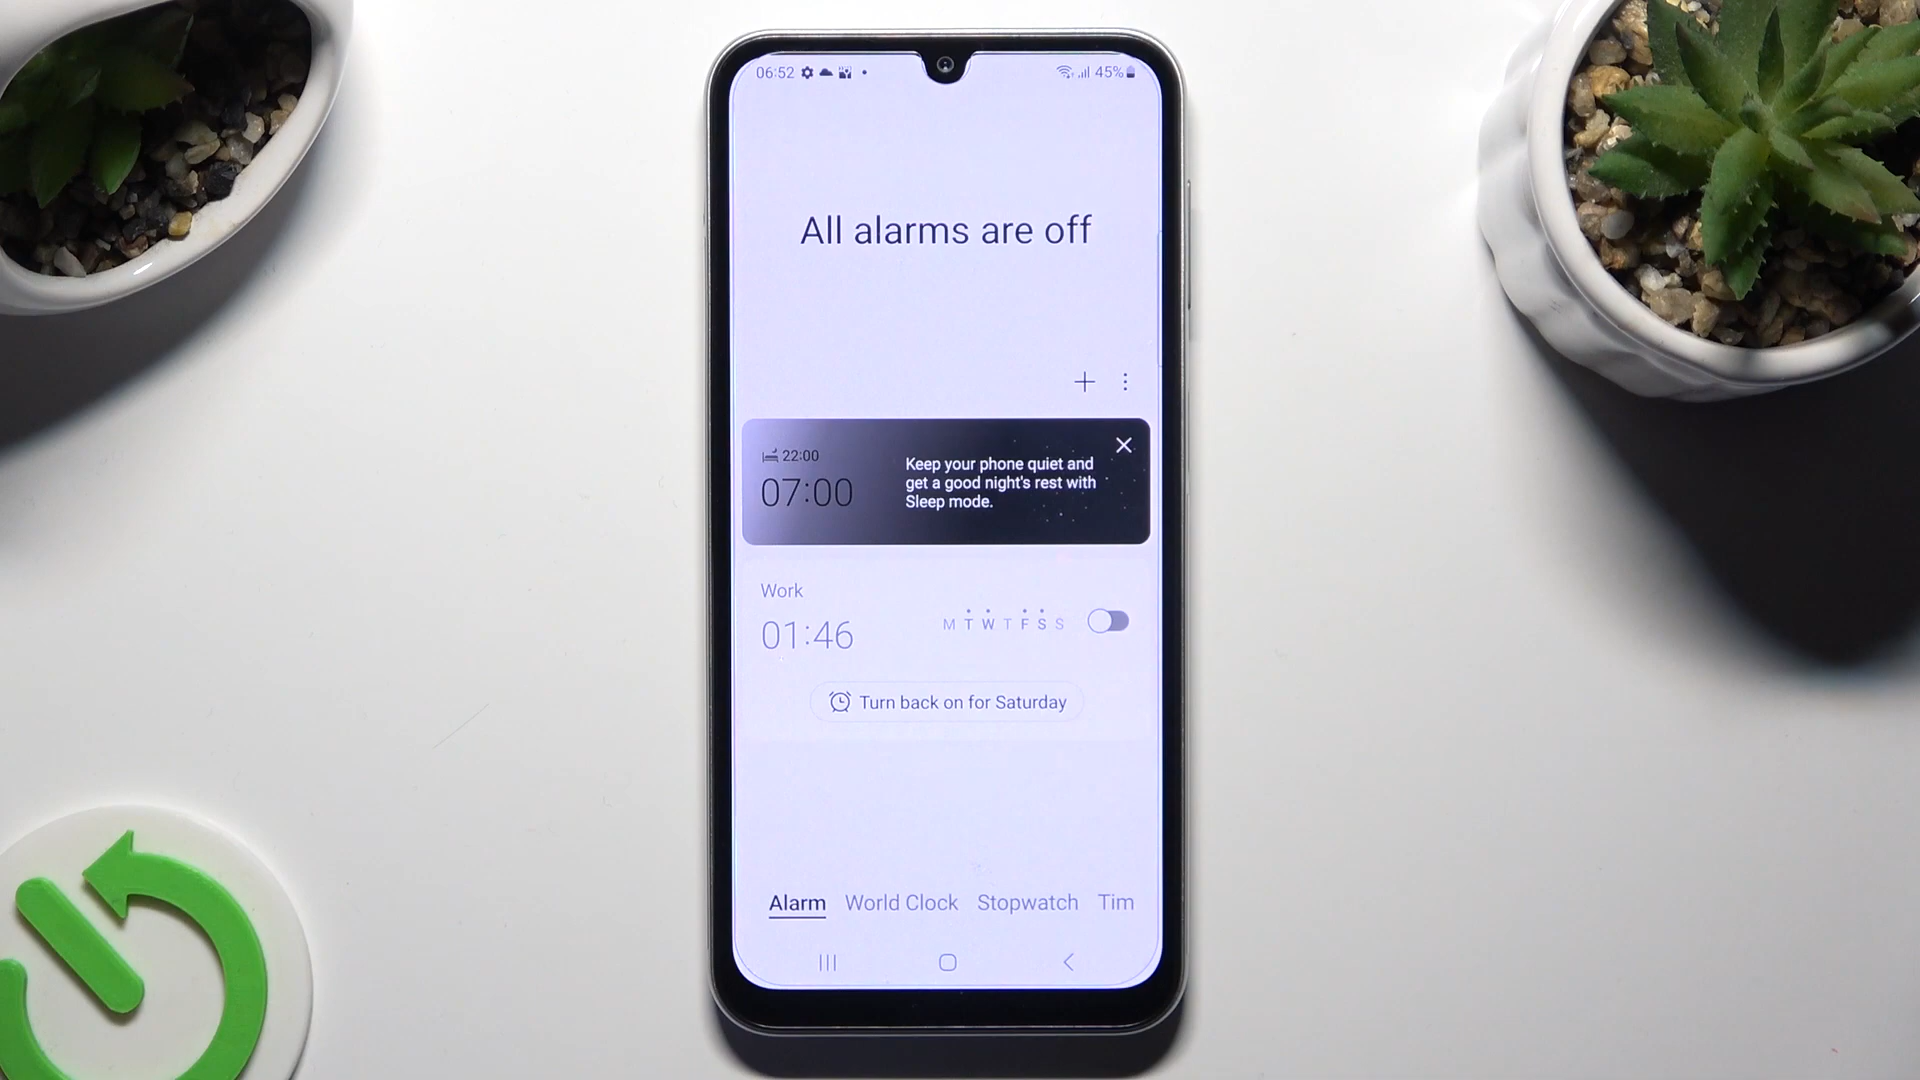 06:52 45%
All alarms are off
22:00
07:00
Keep your phone quiet and
get a good night's rest with
Sleep mode.
Work
01:46
M T W T F S S
Turn back on for Saturday
Alarm World Clock Stopwatch Tim